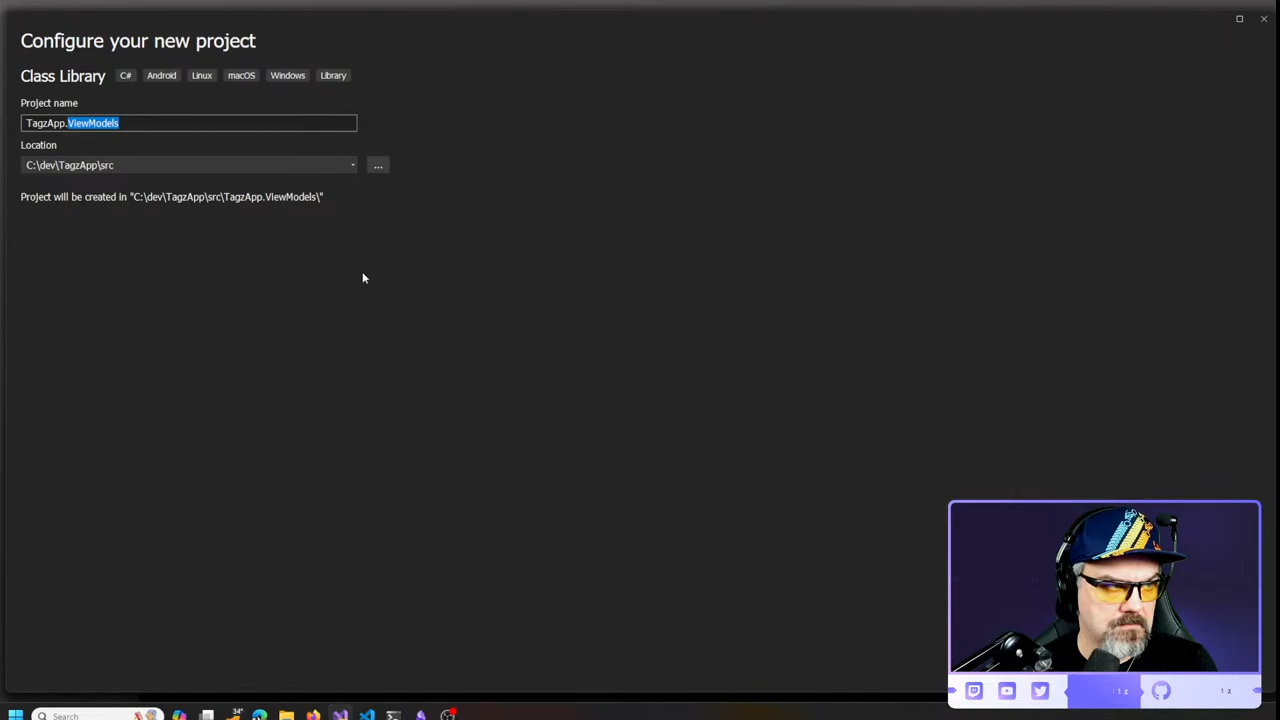 Configure your new project
Class Library C# Android Linux macOS Windows Library
Project name
TagzApp.ViewModels
Location
C:\dev\TagzApp\src ...
Project will be created in "C:\dev\TagzApp\src\TagzApp.ViewModels\"
t z t z
Search 34°